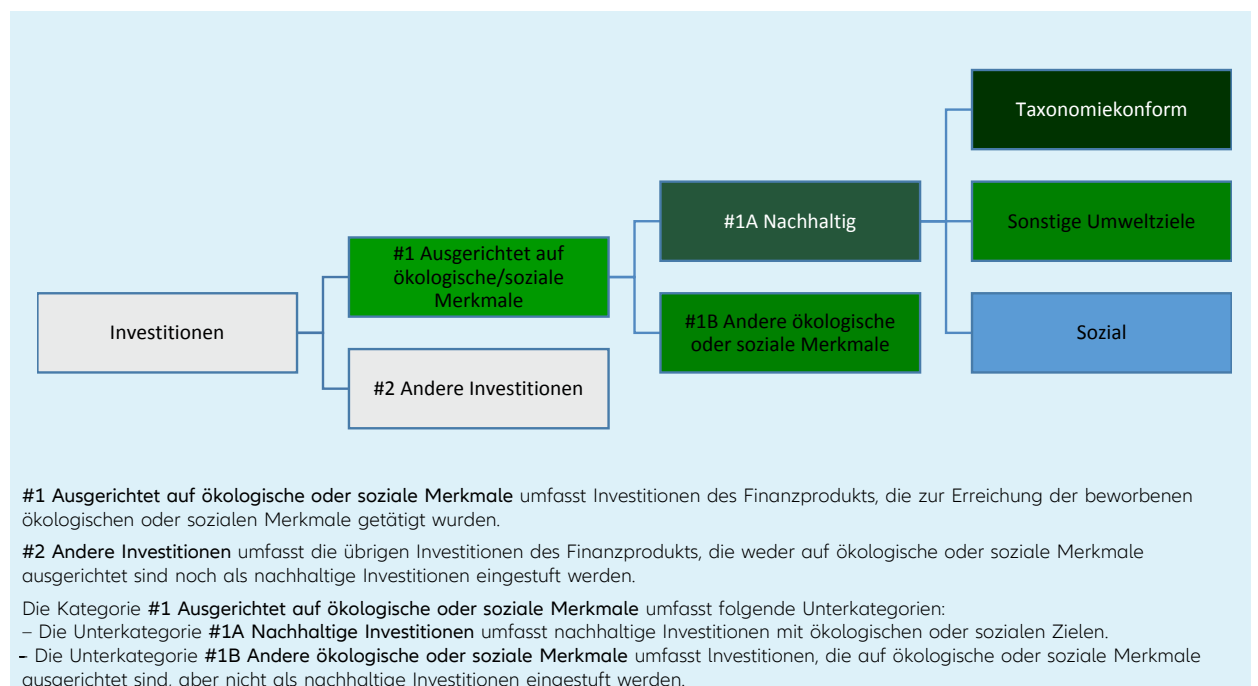 Taxonomiekonform
#1A Nachhaltig
Sonstige Umweltziele
#1 Ausgerichtet auf
ökologische/soziale
Merkmale
Investitionen
#1B Andere ökologische
oder soziale Merkmale
Sozial
#2 Andere Investitionen
#1 Ausgerichtet auf ökologische oder soziale Merkmale umfasst Investitionen des Finanzprodukts, die zur Erreichung der beworbenen
ökologischen oder sozialen Merkmale getätigt wurden.
#2 Andere Investitionen umfasst die übrigen Investitionen des Finanzprodukts, die weder auf ökologische oder soziale Merkmale
ausgerichtet sind noch als nachhaltige Investitionen eingestuft werden.
Die Kategorie #1 Ausgerichtet auf ökologische oder soziale Merkmale umfasst folgende Unterkategorien:
– Die Unterkategorie #1A Nachhaltige Investitionen umfasst nachhaltige Investitionen mit ökologischen oder sozialen Zielen.
- Die Unterkategorie #1B Andere ökologische oder soziale Merkmale umfasst Investitionen, die auf ökologische oder soziale Merkmale
ausgerichtet sind, aber nicht als nachhaltige Investitionen eingestuft werden.